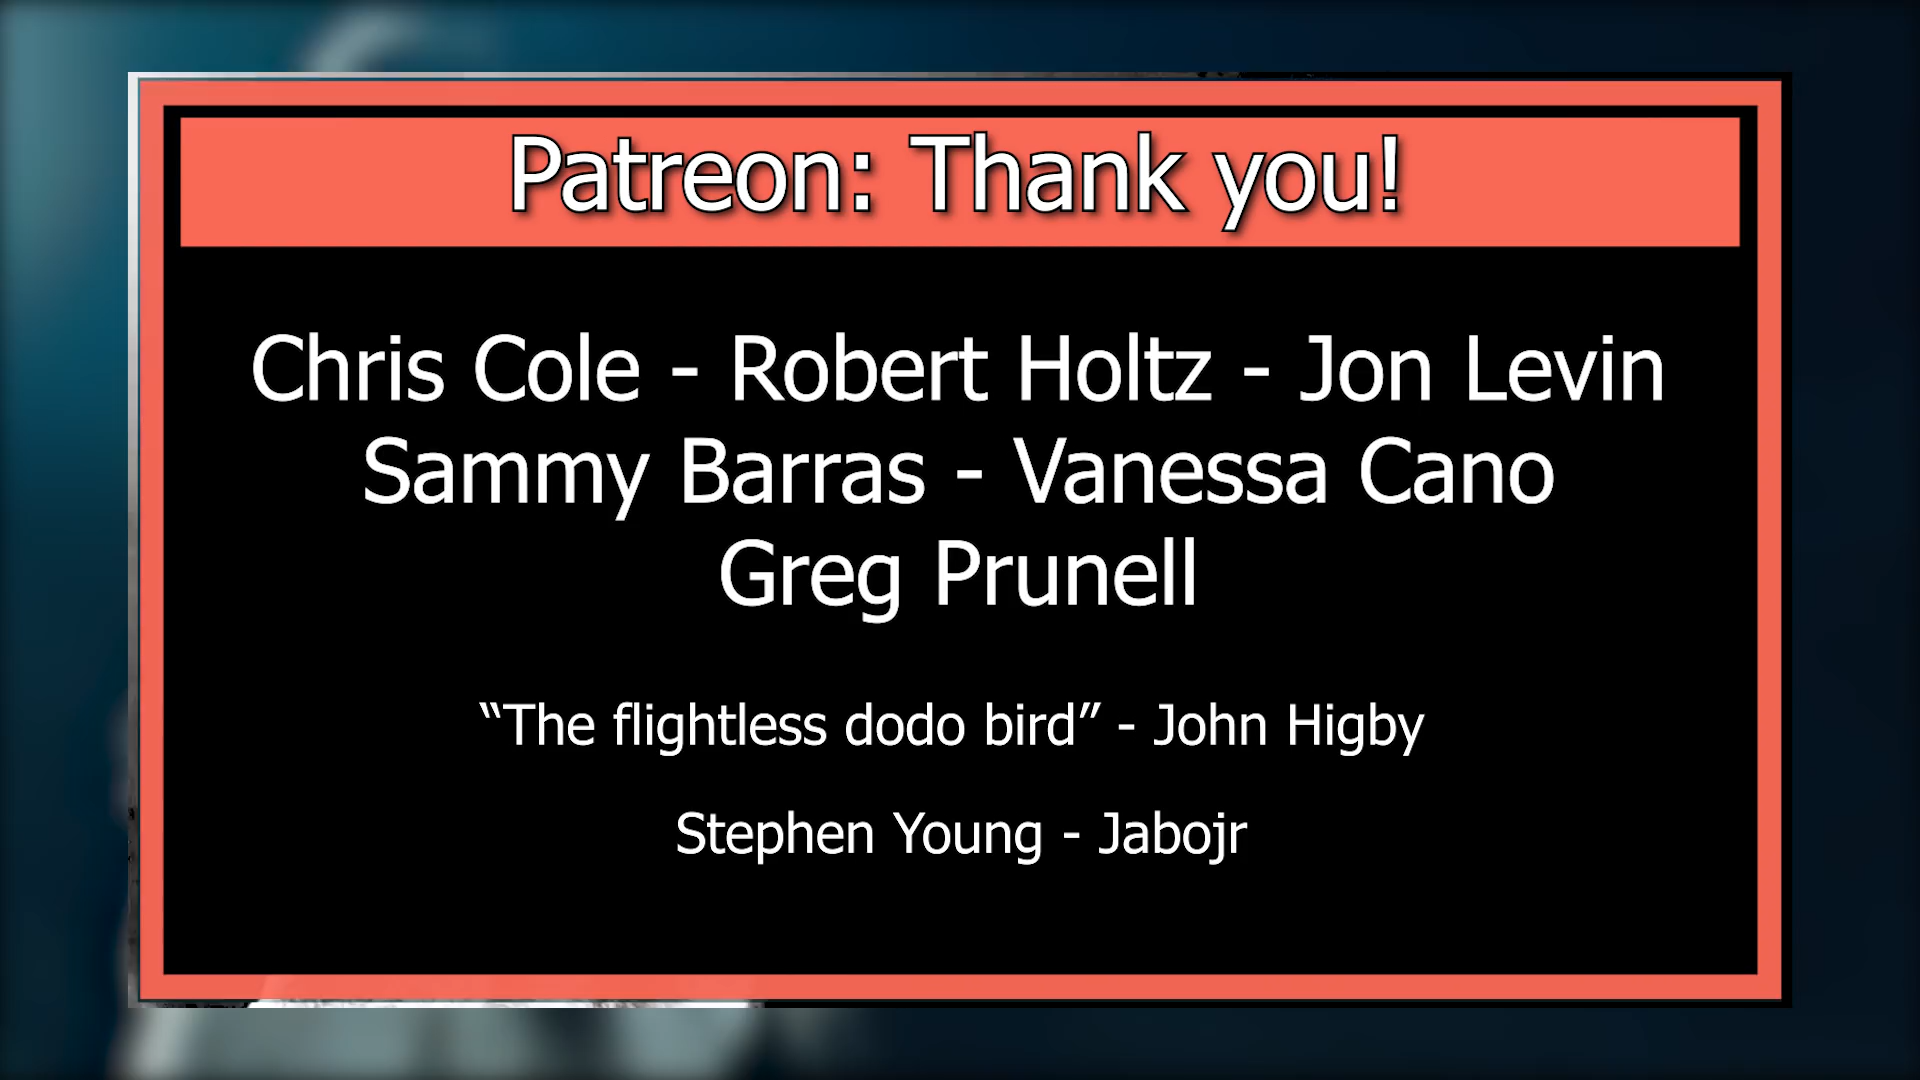 Patreon: Thank you!
Chris Cole - Robert Holtz - Jon Levin
Sammy Barras - Vanessa Cano
Greg Prunell
“The flightless dodo bird” - John Higby
Stephen Young - Jabojr